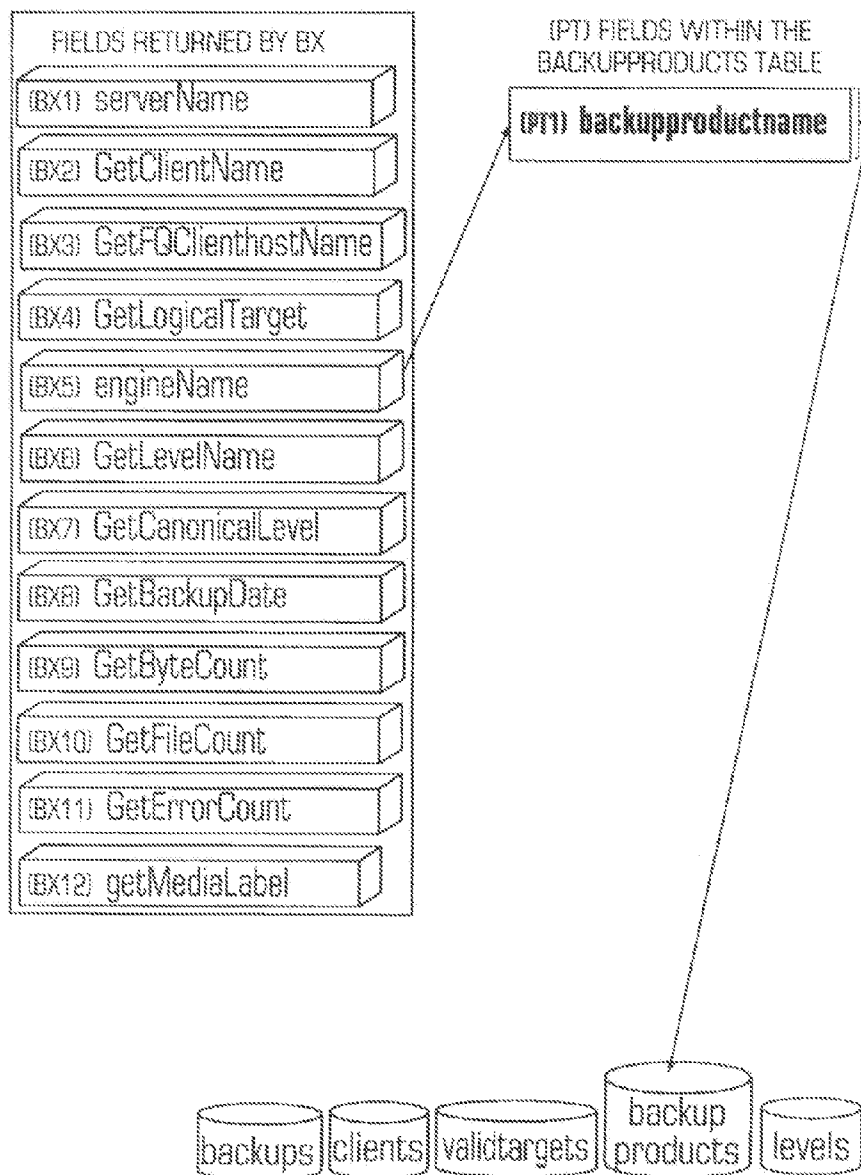 FIELDS RETURNED BY BX
(BX1) serverName
(BX2) GetClientName
(BX3) GetFQClienthostName
(BX4) GetLogicalTarget
(BX5) engineName
(BX6) GetLevelName
(BX7) GetCanonicalLevel
(BX8) GetBackupDate
(BX9) GetByteCount
(BX10) GetFileCount
(BX11) GetErrorCount
(BX12) getMediaLabel
(PT) FIELDS WITHIN THE
BACKUPPRODUCTS TABLE
(PT1) backupproductname
backups
clients
validtargets
backup
products
levels